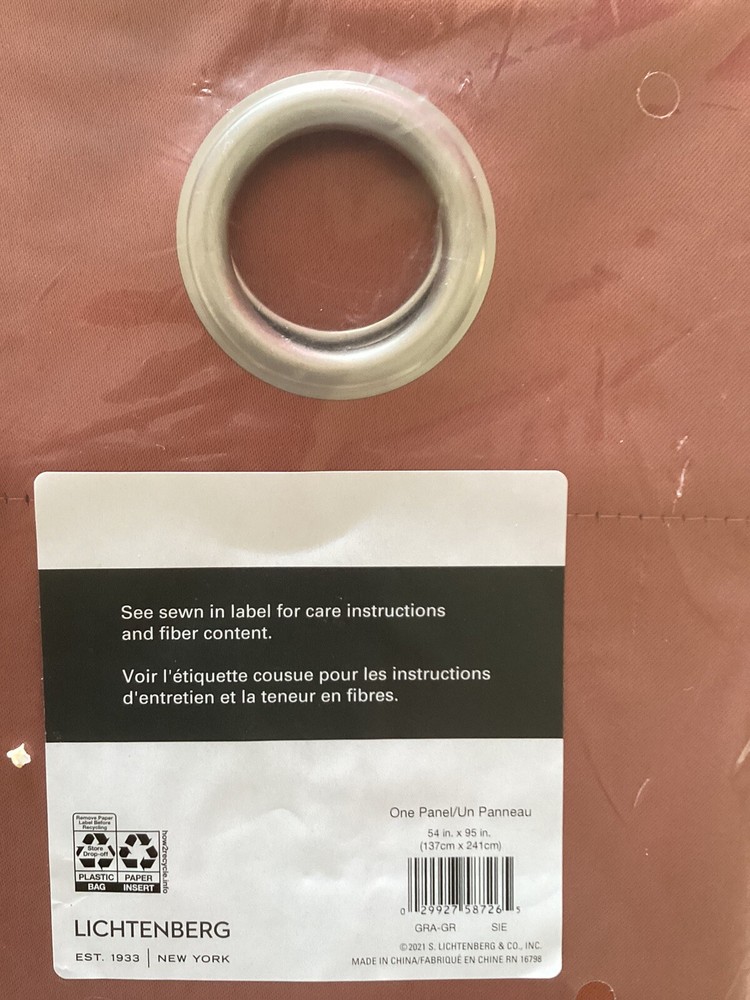 See sewn in label for care instructions
and fiber content.
Voir l'étiquette cousue pour les instructions
d'entretien et la teneur en fibres.
One Panel/Un Panneau
54 in. x 95 in.
(137cm x 241cm)
0 29927 58726 5
GRA-GR SIE
©2021 S. LICHTENBERG & CO., INC.
MADE IN CHINA/FABRIQUÉ EN CHINE RN 16798
Remove Paper
Label Before
Recycling
Store
Drop-off
PLASTIC
BAG
PAPER
INSERT
how2recycle.info
LICHTENBERG
EST. 1933 | NEW YORK